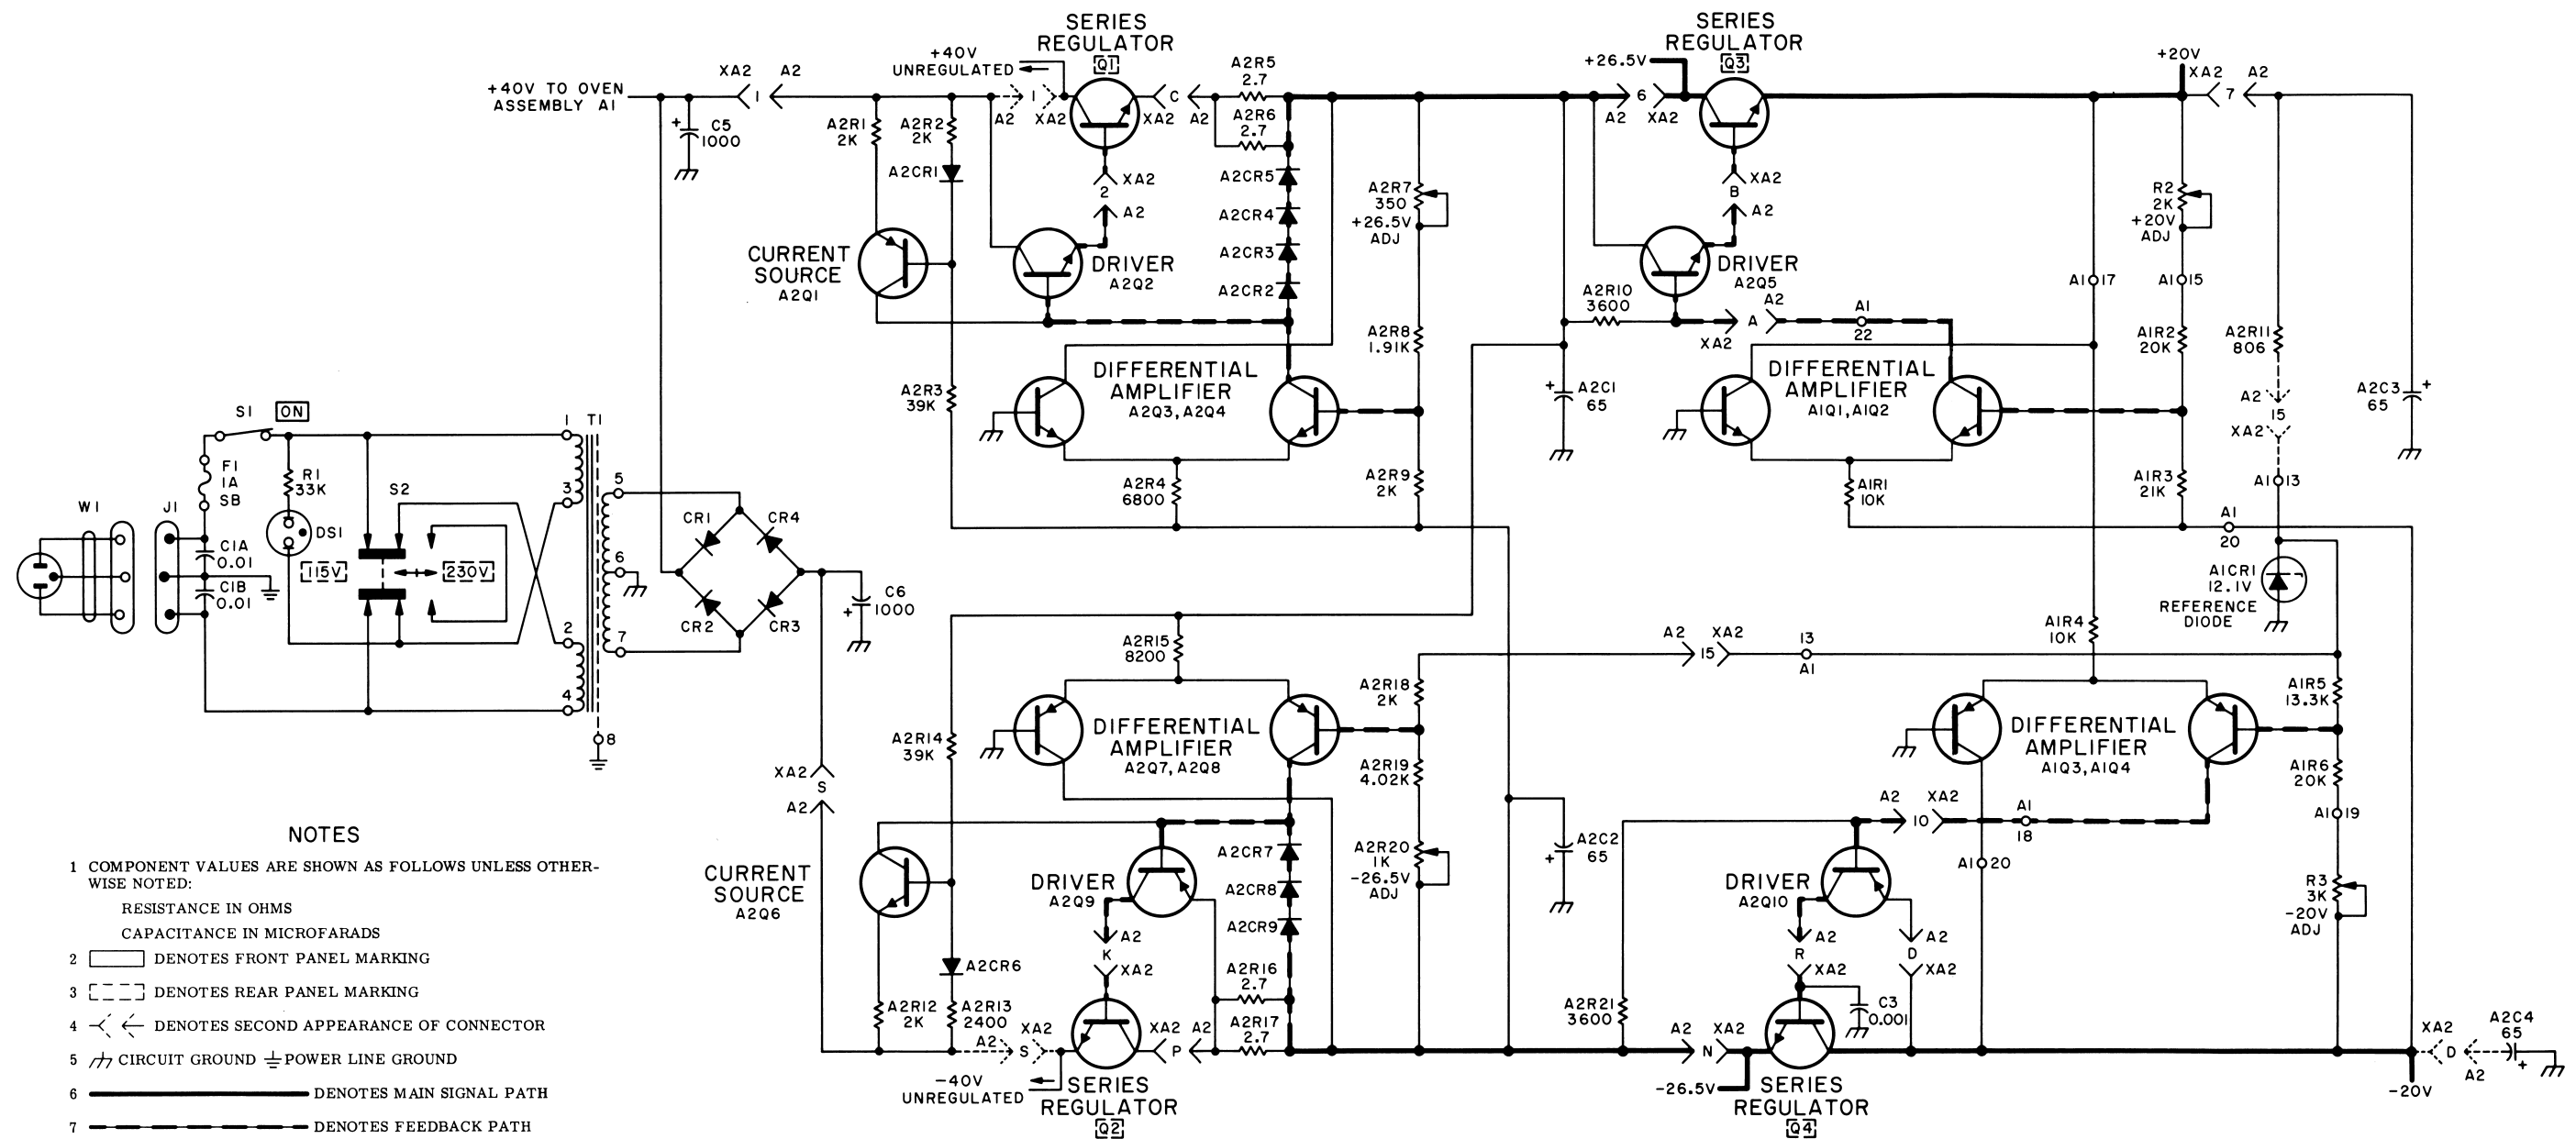 SERIES
REGULATOR
Q1
+40V
UNREGULATED
+40V TO OVEN
ASSEMBLY A1
XA2
A2
1
C5
1000
+
A2R1
2K
A2R2
2K
A2CR1
A2
1
XA2
C
XA2
A2
A2R5
2.7
A2R6
2.7
2
XA2
A2
A2CR5
A2CR4
A2CR3
A2CR2
CURRENT
SOURCE
A2Q1
DRIVER
A2Q2
A2R7
350
+26.5V
ADJ
A2R8
1.91K
A2R3
39K
DIFFERENTIAL
AMPLIFIER
A2Q3, A2Q4
A2R4
6800
A2R9
2K
SERIES
REGULATOR
Q3
+26.5V
6
A2
XA2
B
XA2
A2
DRIVER
A2Q5
A2R10
3600
A
A2
XA2
A1
22
+
A2C1
65
DIFFERENTIAL
AMPLIFIER
A1Q1, A1Q2
A1R1
10K
+20V
XA2
A2
7
R2
2K
+20V
ADJ
A1 17
A1 15
A1R2
20K
A1R3
21K
A2R11
806
A2
15
XA2
A1 13
A2C3
65
+
A1
20
A1CR1
12.1V
REFERENCE
DIODE
S1
ON
T1
1
3
2
4
5
6
7
8
F1
1A
SB
R1
33K
S2
W1
J1
DS1
C1A
0.01
C1B
0.01
115V
230V
CR1
CR4
CR2
CR3
+
C6
1000
XA2
S
A2
A2R15
8200
A2R14
39K
DIFFERENTIAL
AMPLIFIER
A2Q7, A2Q8
A2R18
2K
A2R19
4.02K
A2R20
1K
-26.5V
ADJ
A2
XA2
15
13
A1
A1R4
10K
DIFFERENTIAL
AMPLIFIER
A1Q3, A1Q4
A1R5
13.3K
A1R6
20K
A1 19
R3
3K
-20V
ADJ
CURRENT
SOURCE
A2Q6
DRIVER
A2Q9
A2CR7
A2CR8
A2CR9
A2
K
XA2
A2CR6
A2R12
2K
A2R13
2400
A2R16
2.7
A2R17
2.7
A2
S
XA2
XA2
P
A2
-40V
UNREGULATED
SERIES
REGULATOR
Q2
+
A2C2
65
A2
XA2
10
A1
18
A1 20
DRIVER
A2Q10
A2
R
XA2
A2
D
XA2
C3
0.001
A2R21
3600
A2
XA2
N
-26.5V
SERIES
REGULATOR
Q4
XA2
D
A2
A2C4
65
+
-20V
NOTES
1 COMPONENT VALUES ARE SHOWN AS FOLLOWS UNLESS OTHER-
WISE NOTED:
RESISTANCE IN OHMS
CAPACITANCE IN MICROFARADS
2 DENOTES FRONT PANEL MARKING
3 DENOTES REAR PANEL MARKING
4 DENOTES SECOND APPEARANCE OF CONNECTOR
5 CIRCUIT GROUND POWER LINE GROUND
6 DENOTES MAIN SIGNAL PATH
7 DENOTES FEEDBACK PATH